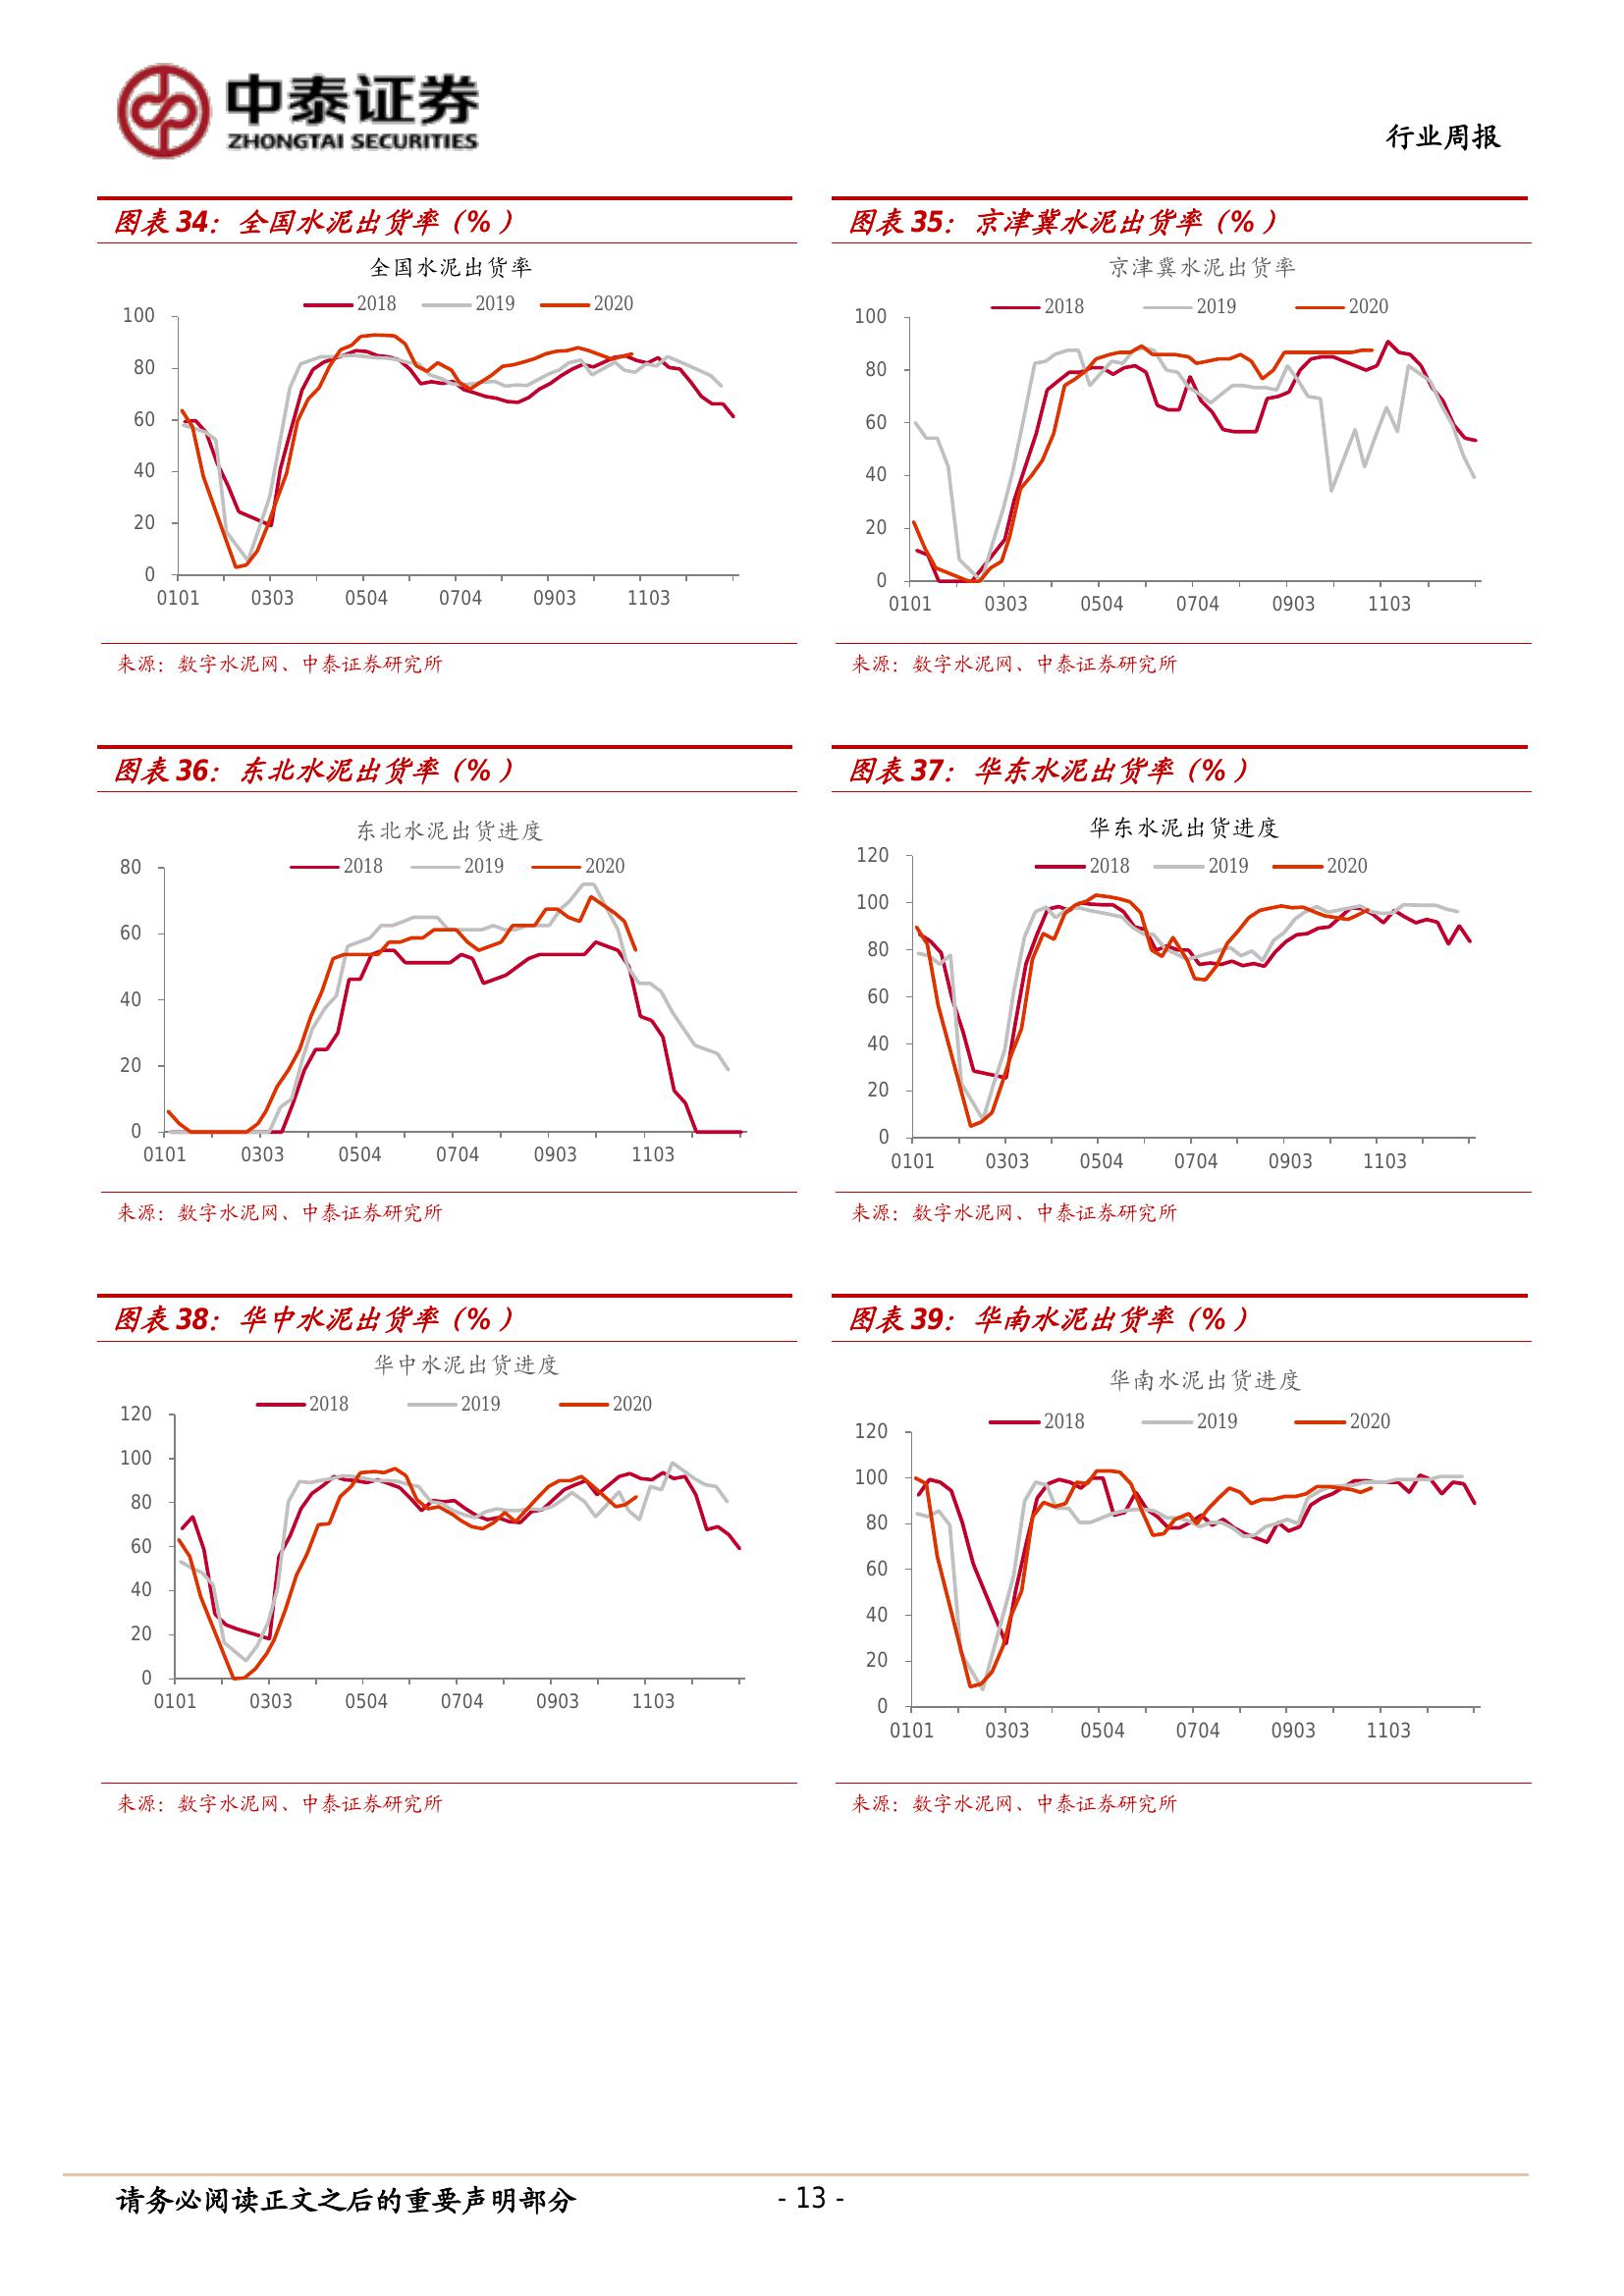 中泰证券
ZHONGTAI SECURITIES
行业周报
图表 34：全国水泥出货率（%）
全国水泥出货率
2018 2019 2020
100
80
60
40
20
0
0101 0303 0504 0704 0903 1103
来源：数字水泥网、中泰证券研究所
图表 35：京津冀水泥出货率（%）
京津冀水泥出货率
2018 2019 2020
100
80
60
40
20
0
0101 0303 0504 0704 0903 1103
来源：数字水泥网、中泰证券研究所
图表 36：东北水泥出货率（%）
东北水泥出货进度
2018 2019 2020
80
60
40
20
0
0101 0303 0504 0704 0903 1103
来源：数字水泥网、中泰证券研究所
图表 37：华东水泥出货率（%）
华东水泥出货进度
2018 2019 2020
120
100
80
60
40
20
0
0101 0303 0504 0704 0903 1103
来源：数字水泥网、中泰证券研究所
图表 38：华中水泥出货率（%）
华中水泥出货进度
2018 2019 2020
120
100
80
60
40
20
0
0101 0303 0504 0704 0903 1103
来源：数字水泥网、中泰证券研究所
图表 39：华南水泥出货率（%）
华南水泥出货进度
2018 2019 2020
120
100
80
60
40
20
0
0101 0303 0504 0704 0903 1103
来源：数字水泥网、中泰证券研究所
请务必阅读正文之后的重要声明部分
- 13 -